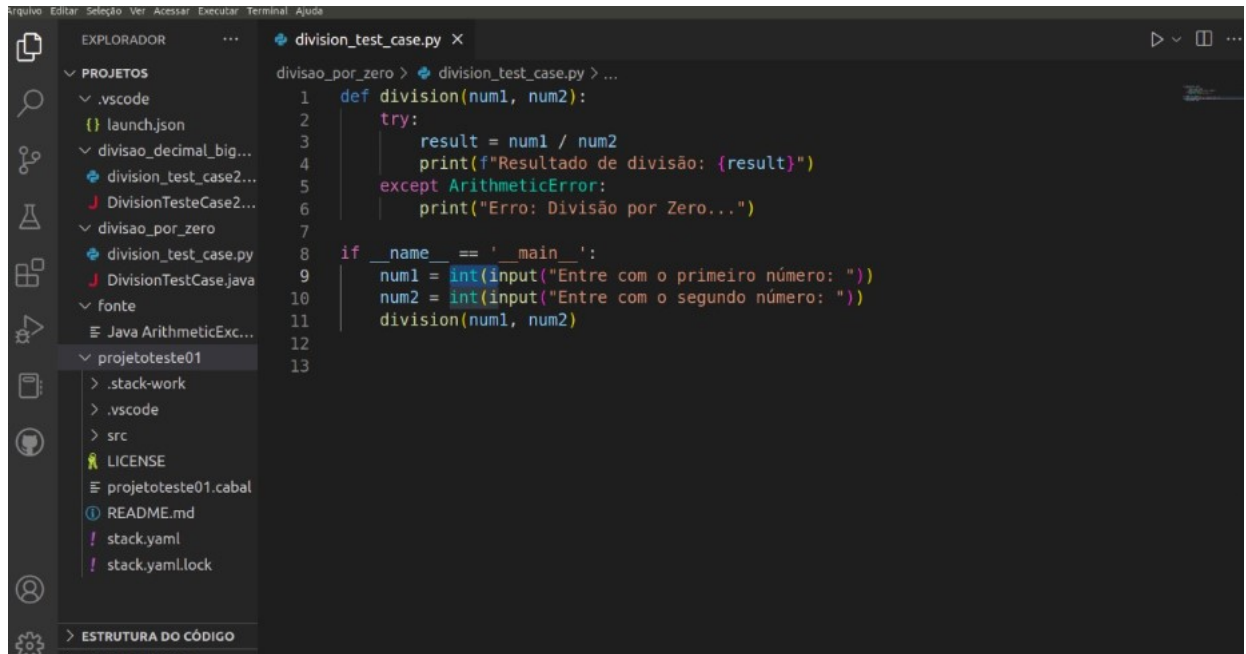 Arquivo Editar Seleção Ver Acessar Executar Terminal Ajuda
EXPLORADOR ...
PROJETOS
.vscode
{} launch.json
divisao_decimal_big...
division_test_case2...
J DivisionTesteCase2...
divisao_por_zero
division_test_case.py
J DivisionTestCase.java
fonte
Java ArithmeticExc...
projetoteste01
> .stack-work
> .vscode
> src
LICENSE
projetoteste01.cabal
README.md
! stack.yaml
! stack.yaml.lock
> ESTRUTURA DO CÓDIGO
division_test_case.py ×
divisao_por_zero > division_test_case.py > ...
1 def division(num1, num2):
2     try:
3         result = num1 / num2
4         print(f"Resultado de divisão: {result}")
5     except ArithmeticError:
6         print("Erro: Divisão por Zero...")
7
8 if __name__ == '__main__':
9     num1 = int(input("Entre com o primeiro número: "))
10     num2 = int(input("Entre com o segundo número: "))
11     division(num1, num2)
12
13